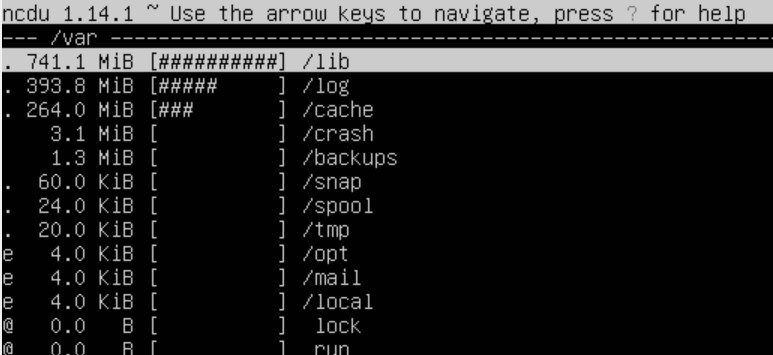 ncdu 1.14.1 ~ Use the arrow keys to navigate, press ? for help
--- /var ------------------------------------------------------
. 741.1 MiB [##########] /lib
. 393.8 MiB [#####     ] /log
. 264.0 MiB [###       ] /cache
    3.1 MiB [          ] /crash
    1.3 MiB [          ] /backups
.  60.0 KiB [          ] /snap
.  24.0 KiB [          ] /spool
.  20.0 KiB [          ] /tmp
e   4.0 KiB [          ] /opt
e   4.0 KiB [          ] /mail
e   4.0 KiB [          ] /local
@   0.0   B [          ]  lock
@   0.0   B [          ]  run